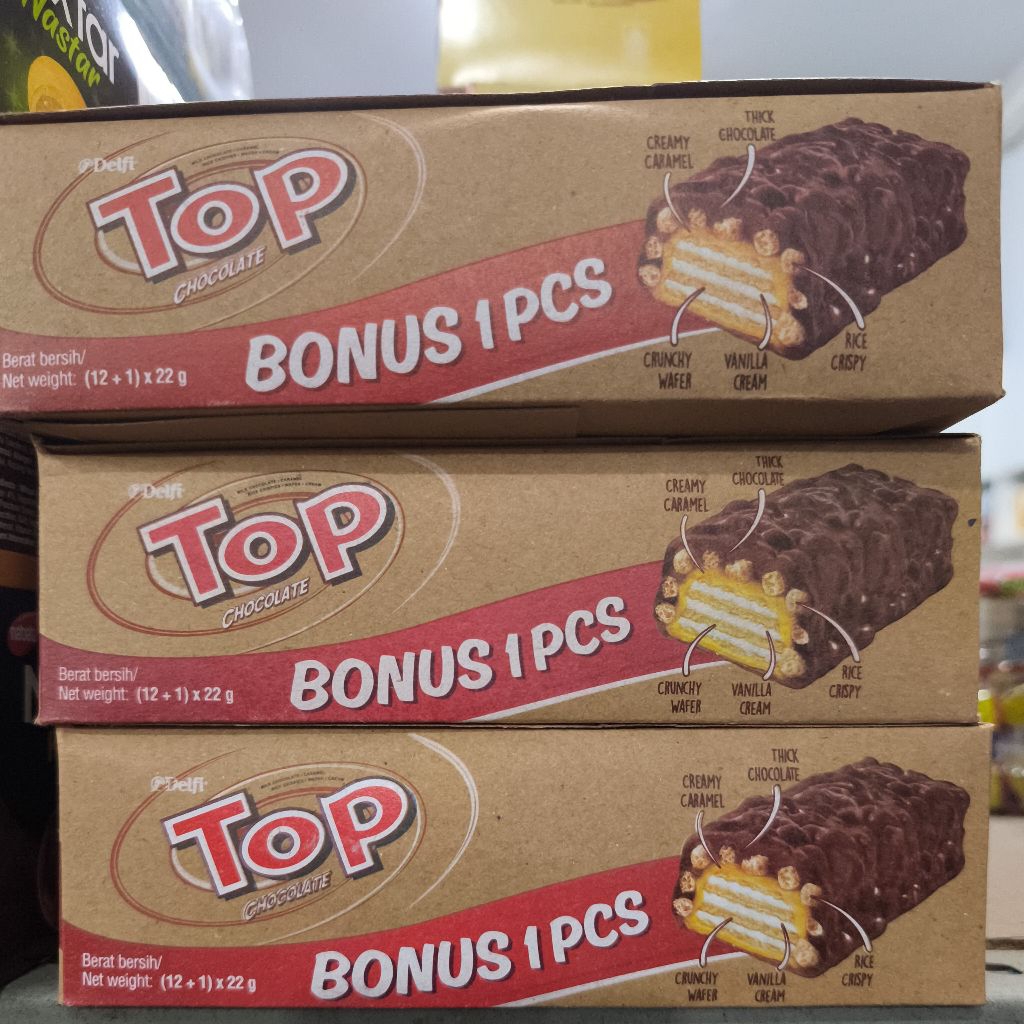 Nastar
Delfi
TOP
CHOCOLATE
CREAMY
CARAMEL
THICK
CHOCOLATE
BONUS 1 PCS
Berat bersih/
Net weight: (12 + 1) x 22 g
CRUNCHY
WAFER
VANILLA
CREAM
RICE
CRISPY
Delfi
TOP
CHOCOLATE
CREAMY
CARAMEL
THICK
CHOCOLATE
BONUS 1 PCS
Berat bersih/
Net weight: (12 + 1) x 22 g
CRUNCHY
WAFER
VANILLA
CREAM
RICE
CRISPY
Delfi
TOP
CHOCOLATE
CREAMY
CARAMEL
THICK
CHOCOLATE
BONUS 1 PCS
Berat bersih/
Net weight: (12 + 1) x 22 g
CRUNCHY
WAFER
VANILLA
CREAM
RICE
CRISPY